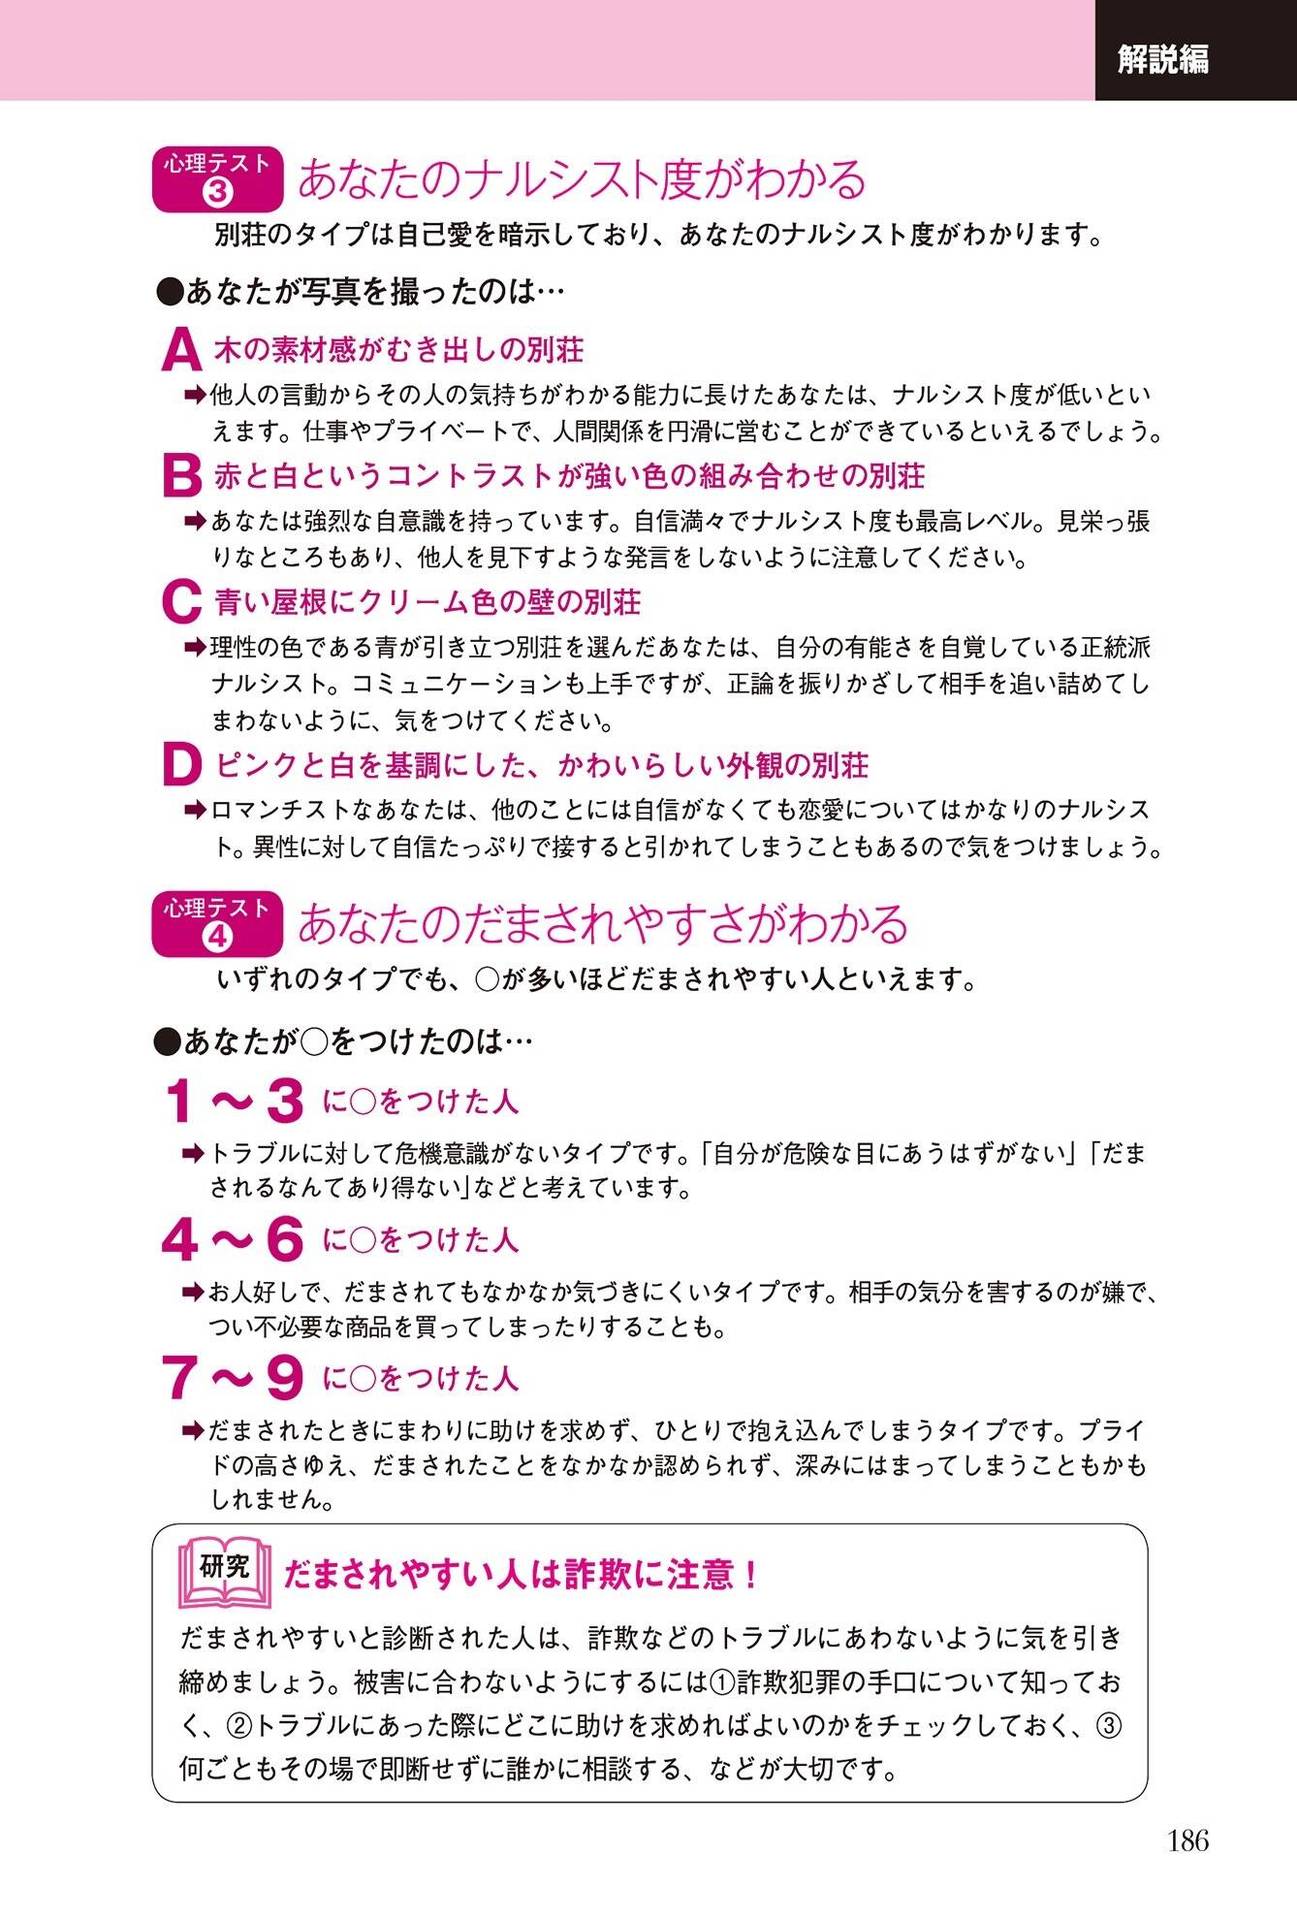 解説編
心理テスト
3
あなたのナルシスト度がわかる
別荘のタイプは自己愛を暗示しており、あなたのナルシスト度がわかります。
●あなたが写真を撮ったのは…
A 木の素材感がむき出しの別荘
➡他人の言動からその人の気持ちがわかる能力に長けたあなたは、ナルシスト度が低いとい
えます。仕事やプライベートで、人間関係を円滑に営むことができているといえるでしょう。
B 赤と白というコントラストが強い色の組み合わせの別荘
➡あなたは強烈な自意識を持っています。自信満々でナルシスト度も最高レベル。見栄っ張
りなところもあり、他人を見下すような発言をしないように注意してください。
C 青い屋根にクリーム色の壁の別荘
➡理性の色である青が引き立つ別荘を選んだあなたは、自分の有能さを自覚している正統派
ナルシスト。コミュニケーションも上手ですが、正論を振りかざして相手を追い詰めてし
まわないように、気をつけてください。
D ピンクと白を基調にした、かわいらしい外観の別荘
➡ロマンチストなあなたは、他のことには自信がなくても恋愛についてはかなりのナルシス
ト。異性に対して自信たっぷりで接すると引かれてしまうこともあるので気をつけましょう。
心理テスト
4
あなたのだまされやすさがわかる
いずれのタイプでも、○が多いほどだまされやすい人といえます。
●あなたが○をつけたのは…
1～3 に○をつけた人
➡トラブルに対して危機意識がないタイプです。「自分が危険な目にあうはずがない」「だま
されるなんてあり得ない」などと考えています。
4～6 に○をつけた人
➡お人好しで、だまされてもなかなか気づきにくいタイプです。相手の気分を害するのが嫌で、
つい不必要な商品を買ってしまったりすることも。
7～9 に○をつけた人
➡だまされたときにまわりに助けを求めず、ひとりで抱え込んでしまうタイプです。プライ
ドの高さゆえ、だまされたことをなかなか認められず、深みにはまってしまうこともかも
しれません。
研究 だまされやすい人は詐欺に注意！
だまされやすいと診断された人は、詐欺などのトラブルにあわないように気を引き
締めましょう。被害に合わないようにするには①詐欺犯罪の手口について知ってお
く、②トラブルにあった際にどこに助けを求めればよいのかをチェックしておく、③
何ごともその場で即断せずに誰かに相談する、などが大切です。
186